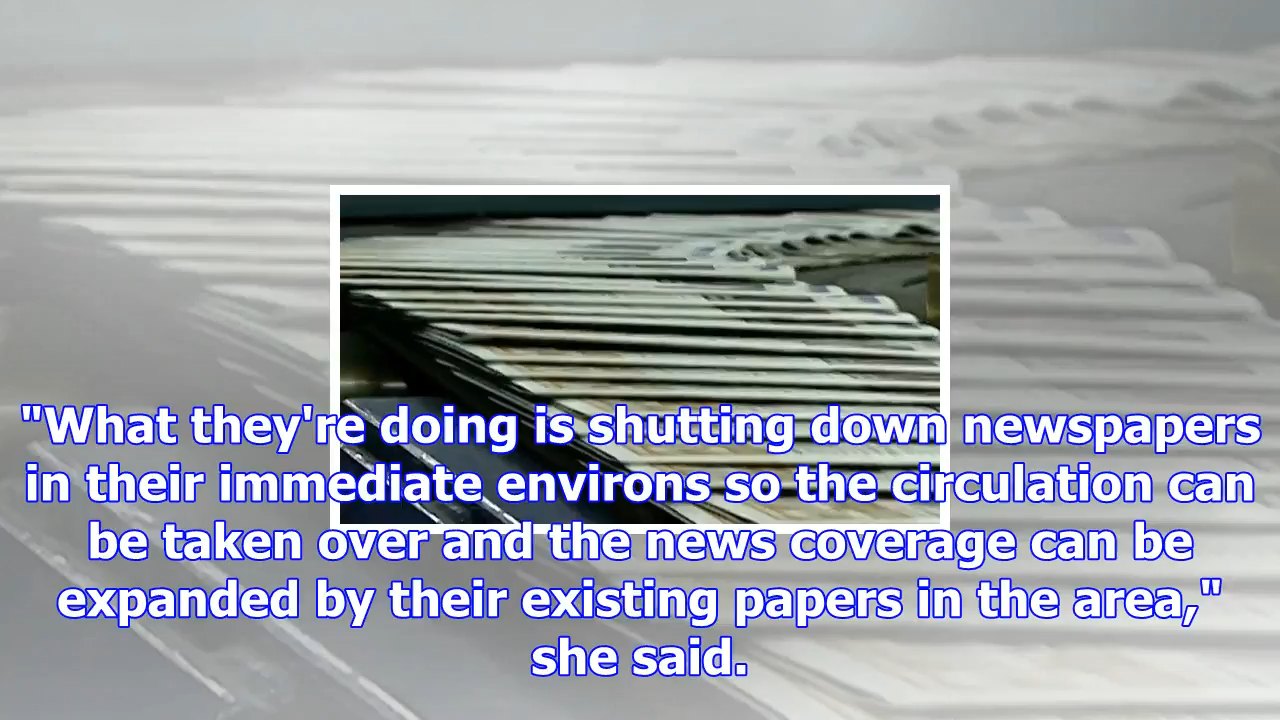 "What they're doing is shutting down newspapers
in their immediate environs so the circulation can
be taken over and the news coverage can be
expanded by their existing papers in the area,"
she said.